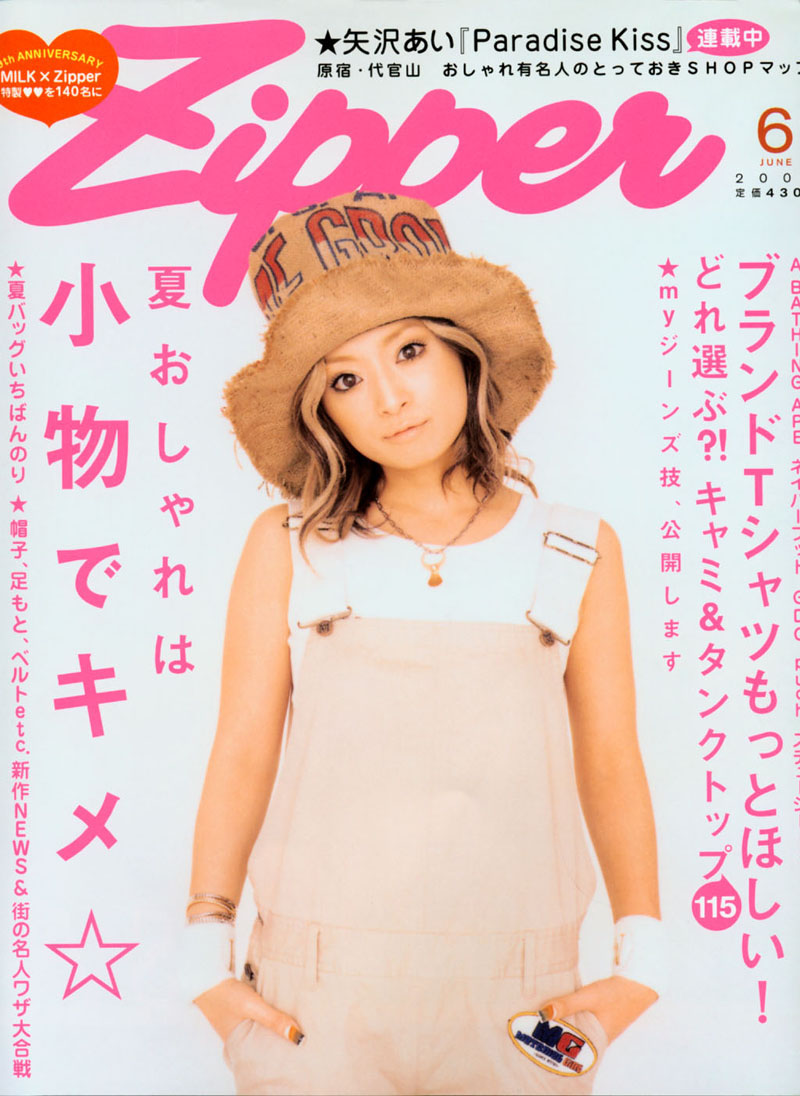 9th ANNIVERSARY
MILK×Zipper
特製♥♥を140名に
★矢沢あい『Paradise Kiss』連載中
原宿・代官山 おしゃれ有名人のとっておきSHOPマップ
Zipper
6
JUNE
200
定価430
ブランドTシャツもっとほしい!
どれ選ぶ?!キャミ&タンクトップ115
★myジーンズ技、公開します
夏おしゃれは
小物でキメ☆
★夏バッグいちばんのり★帽子、足もと、ベルトetc.新作NEWS&街の名人ワザ大合戦
A BATHING APE
MG